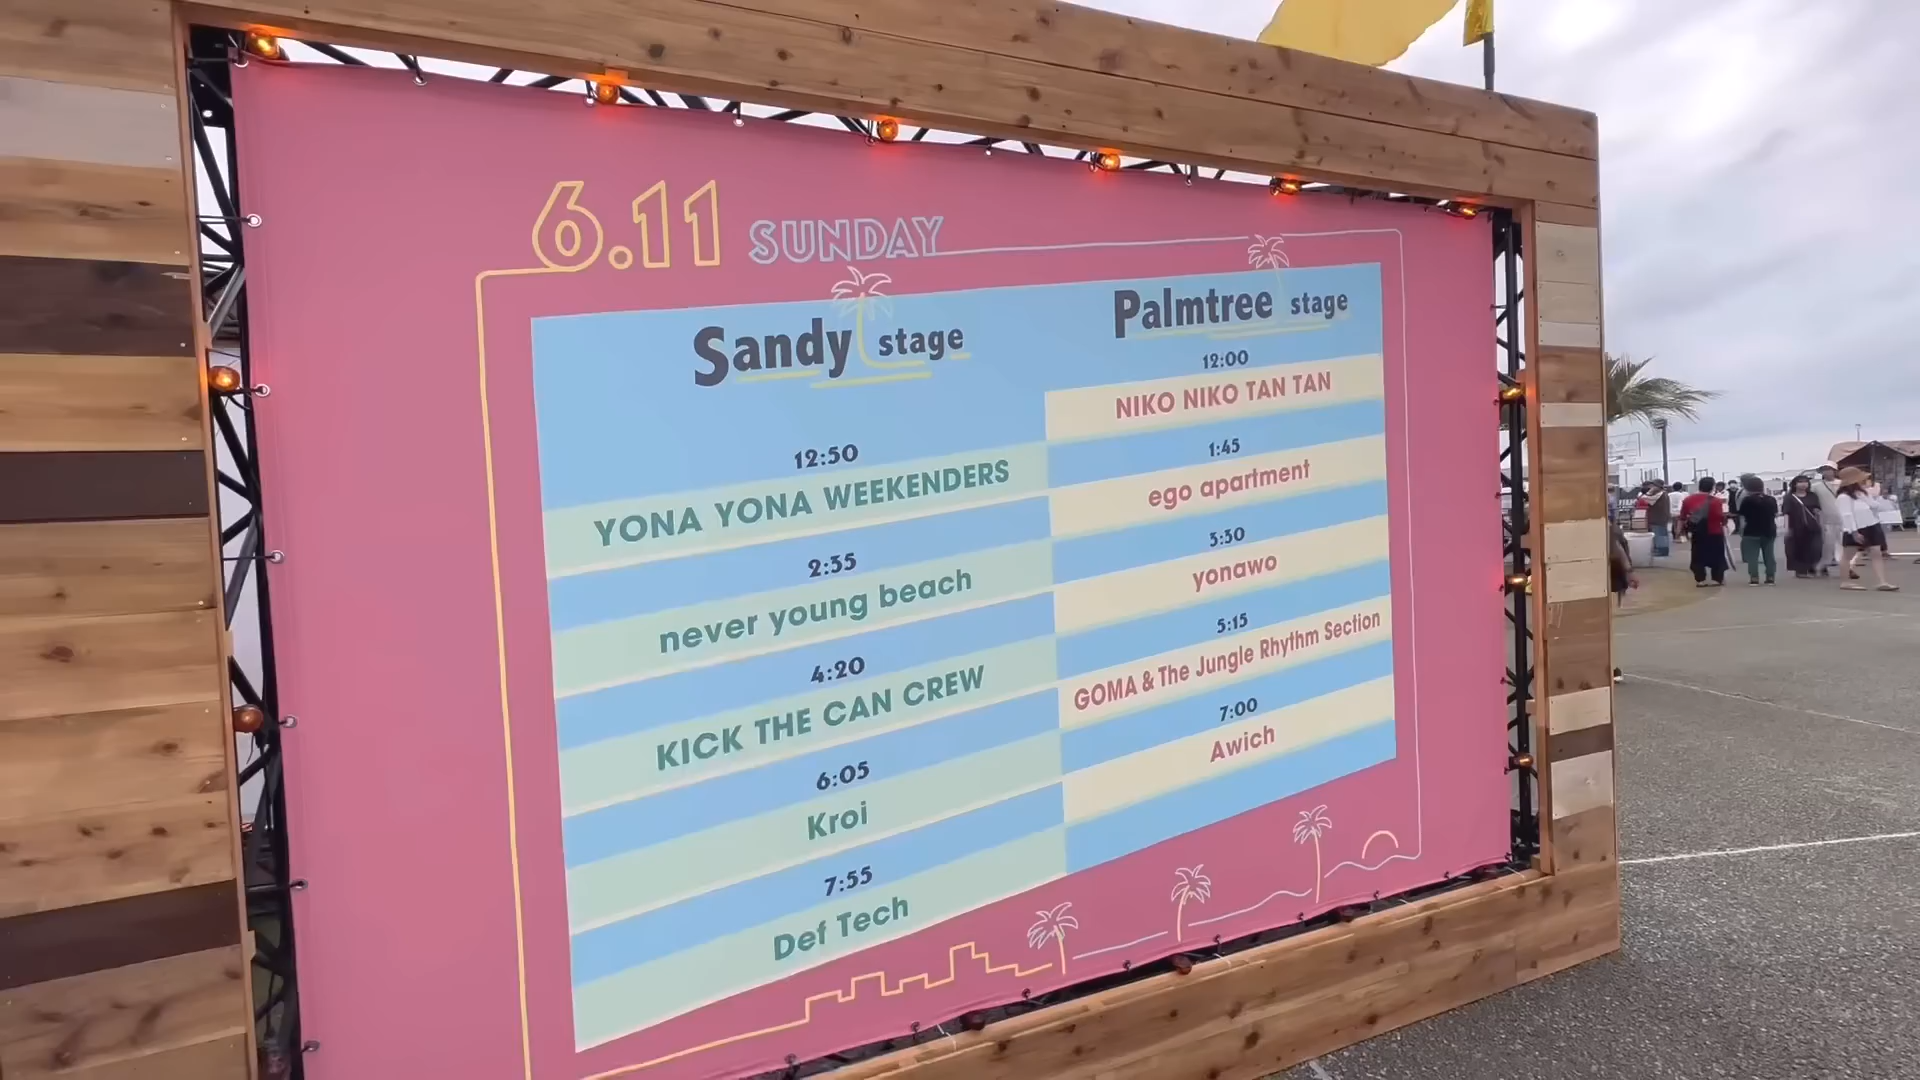 6.11 SUNDAY
Sandy stage
12:50
YONA YONA WEEKENDERS
2:35
never young beach
4:20
KICK THE CAN CREW
6:05
Kroi
7:55
Def Tech
Palmtree stage
12:00
NIKO NIKO TAN TAN
1:45
ego apartment
3:30
yonawo
5:15
GOMA & The Jungle Rhythm Section
7:00
Awich